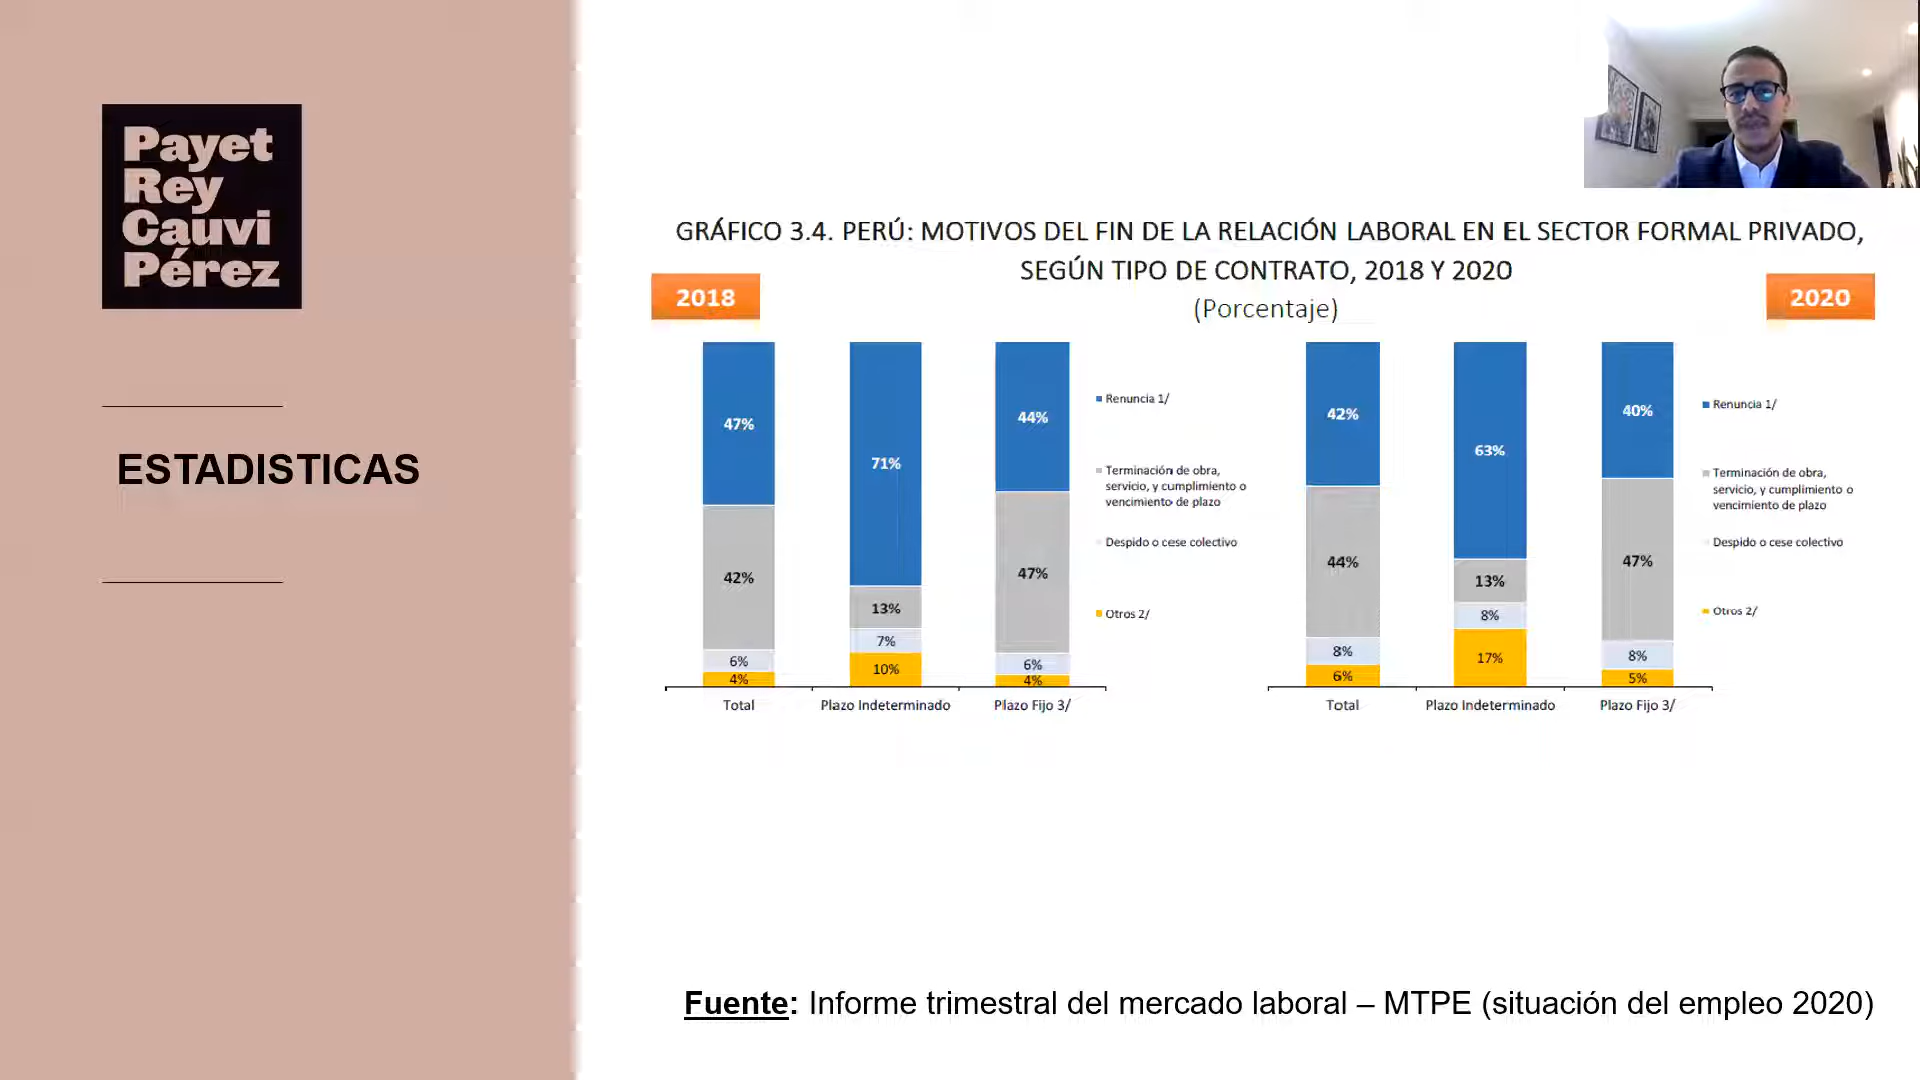 Payet
Rey
Cauvi
Pérez
ESTADISTICAS
GRÁFICO 3.4. PERÚ: MOTIVOS DEL FIN DE LA RELACIÓN LABORAL EN EL SECTOR FORMAL PRIVADO,
SEGÚN TIPO DE CONTRATO, 2018 Y 2020
(Porcentaje)
2018
47%
42%
6%
4%
71%
13%
7%
10%
44%
47%
6%
4%
Total
Plazo Indeterminado
Plazo Fijo 3/
Renuncia 1/
Terminación de obra,
servicio, y cumplimiento o
vencimiento de plazo
Despido o cese colectivo
Otros 2/
2020
42%
44%
8%
6%
63%
13%
8%
17%
40%
47%
8%
5%
Total
Plazo Indeterminado
Plazo Fijo 3/
Renuncia 1/
Terminación de obra,
servicio, y cumplimiento o
vencimiento de plazo
Despido o cese colectivo
Otros 2/
Fuente: Informe trimestral del mercado laboral – MTPE (situación del empleo 2020)